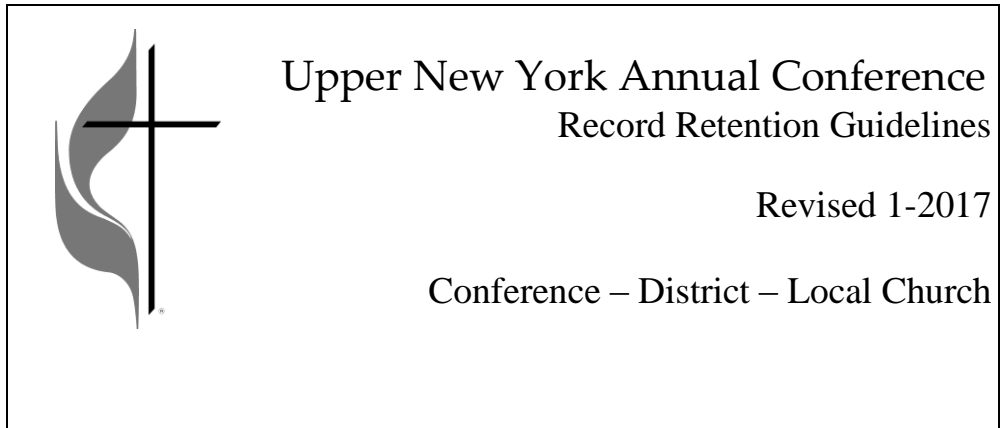 Upper New York Annual Conference
Record Retention Guidelines
Revised 1-2017
Conference – District – Local Church
®